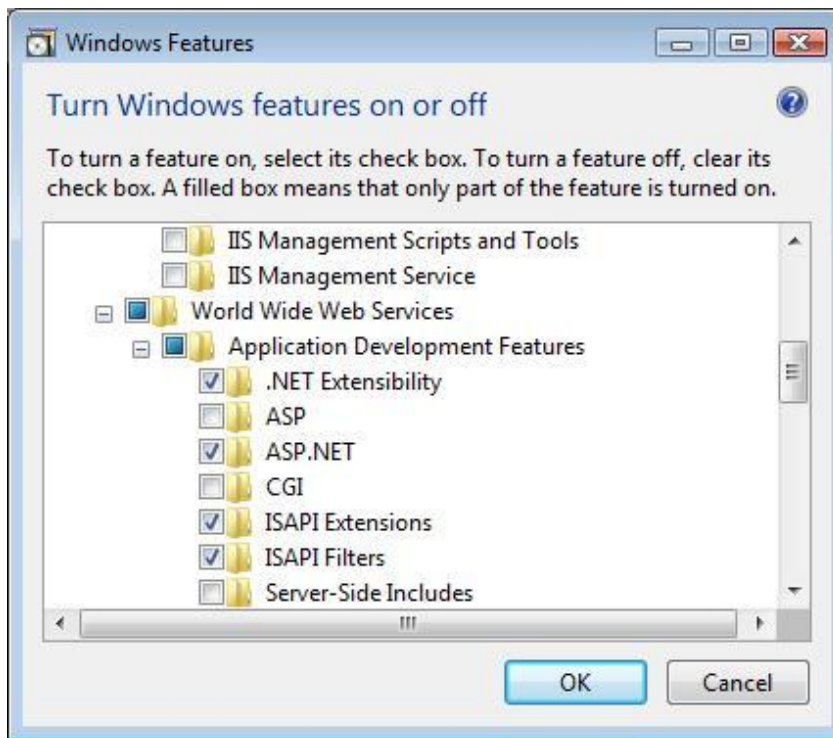 Windows Features
Turn Windows features on or off
To turn a feature on, select its check box. To turn a feature off, clear its
check box. A filled box means that only part of the feature is turned on.
IIS Management Scripts and Tools
IIS Management Service
World Wide Web Services
Application Development Features
.NET Extensibility
ASP
ASP.NET
CGI
ISAPI Extensions
ISAPI Filters
Server-Side Includes
OK Cancel